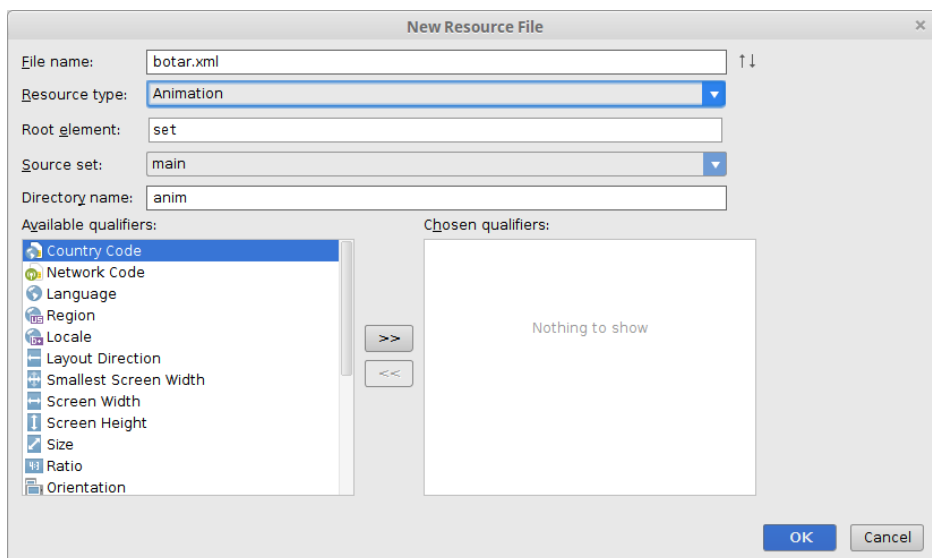 New Resource File
File name: botar.xml
Resource type: Animation
Root element: set
Source set: main
Directory name: anim
Available qualifiers: Chosen qualifiers:
Country Code
Network Code
Language
Region
Locale
Layout Direction
Smallest Screen Width
Screen Width
Screen Height
Size
Ratio
Orientation
>>
<<
Nothing to show
OK Cancel